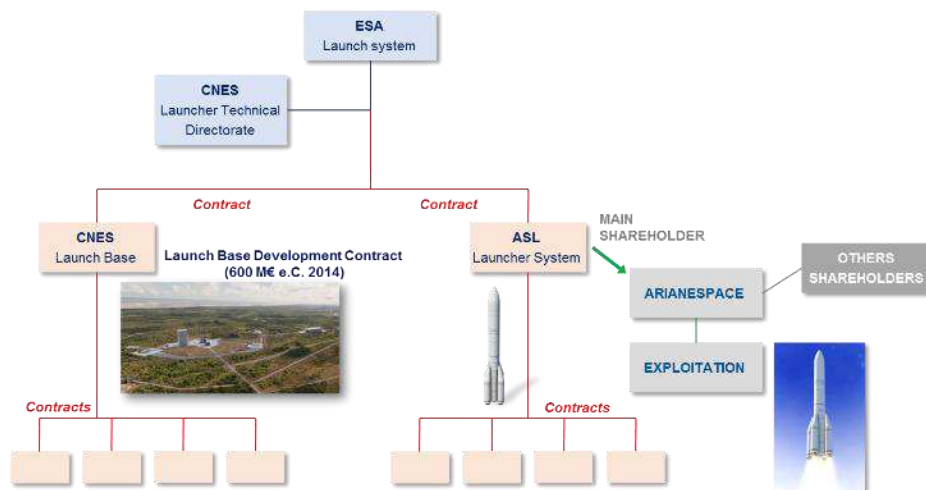 ESA
Launch system
CNES
Launcher Technical
Directorate
Contract
Contract
CNES
Launch Base
Launch Base Development Contract
(600 M€ e.C. 2014)
ASL
Launcher System
MAIN
SHAREHOLDER
OTHERS
SHAREHOLDERS
ARIANESPACE
EXPLOITATION
Contracts
Contracts